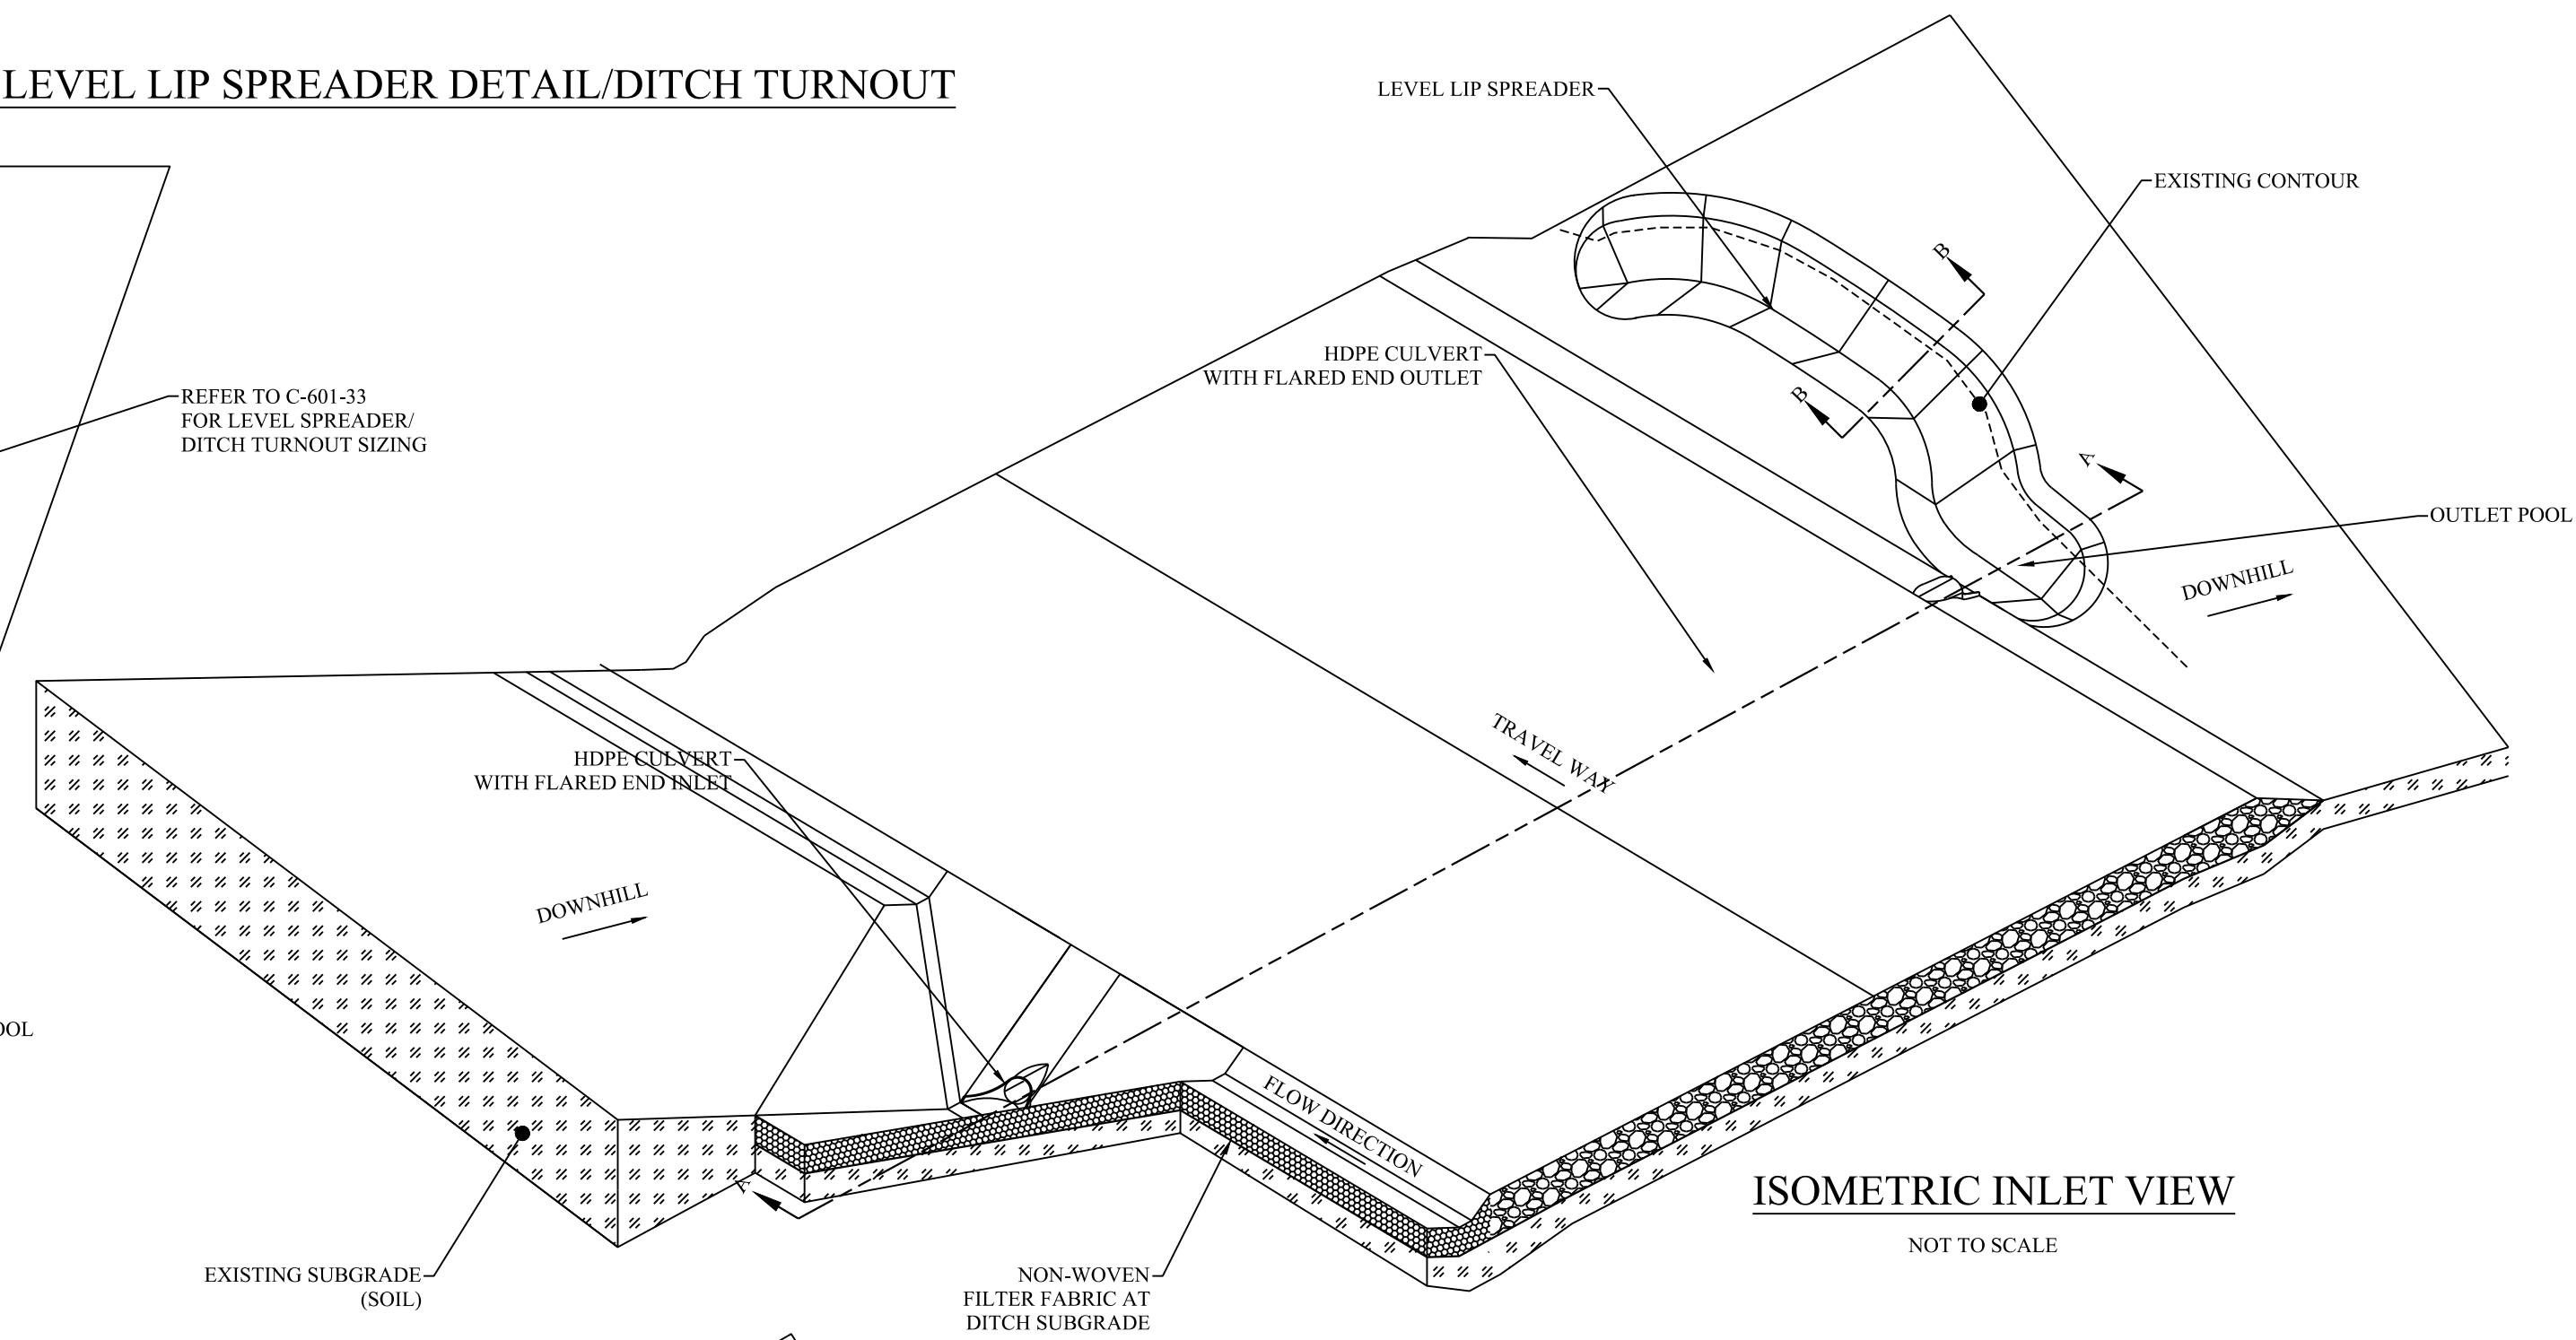 LEVEL LIP SPREADER DETAIL/DITCH TURNOUT
LEVEL LIP SPREADER
EXISTING CONTOUR
B
HDPE CULVERT
WITH FLARED END OUTLET
B
REFER TO C-601-33
FOR LEVEL SPREADER/
DITCH TURNOUT SIZING
A
OUTLET POOL
DOWNHILL
TRAVEL WAY
HDPE CULVERT
WITH FLARED END INLET
DOWNHILL
OOL
FLOW DIRECTION
A
ISOMETRIC INLET VIEW
NOT TO SCALE
EXISTING SUBGRADE
(SOIL)
NON-WOVEN
FILTER FABRIC AT
DITCH SUBGRADE